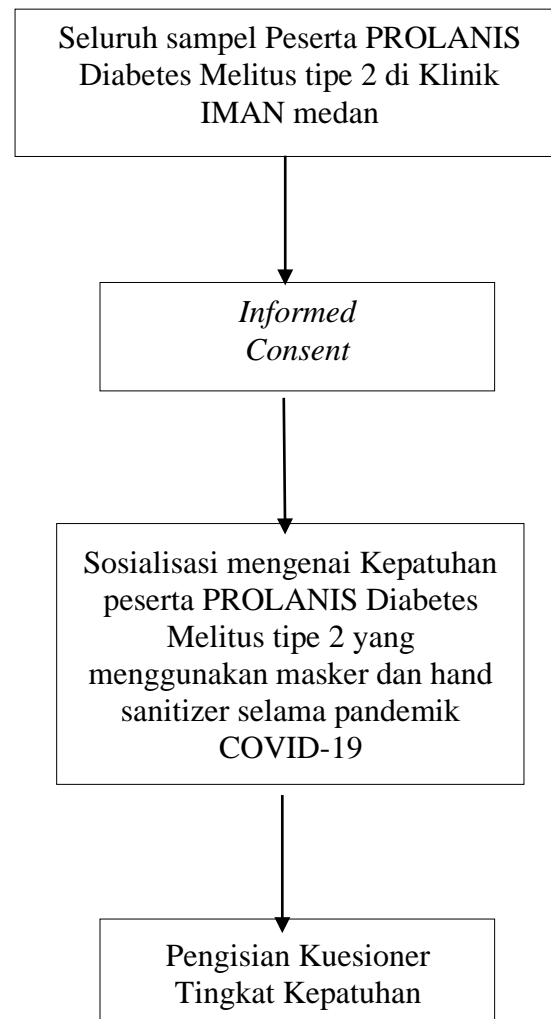 Seluruh sampel Peserta PROLANIS
Diabetes Melitus tipe 2 di Klinik
IMAN medan
Informed
Consent
Sosialisasi mengenai Kepatuhan
peserta PROLANIS Diabetes
Melitus tipe 2 yang
menggunakan masker dan hand
sanitizer selama pandemik
COVID-19
Pengisian Kuesioner
Tingkat Kepatuhan